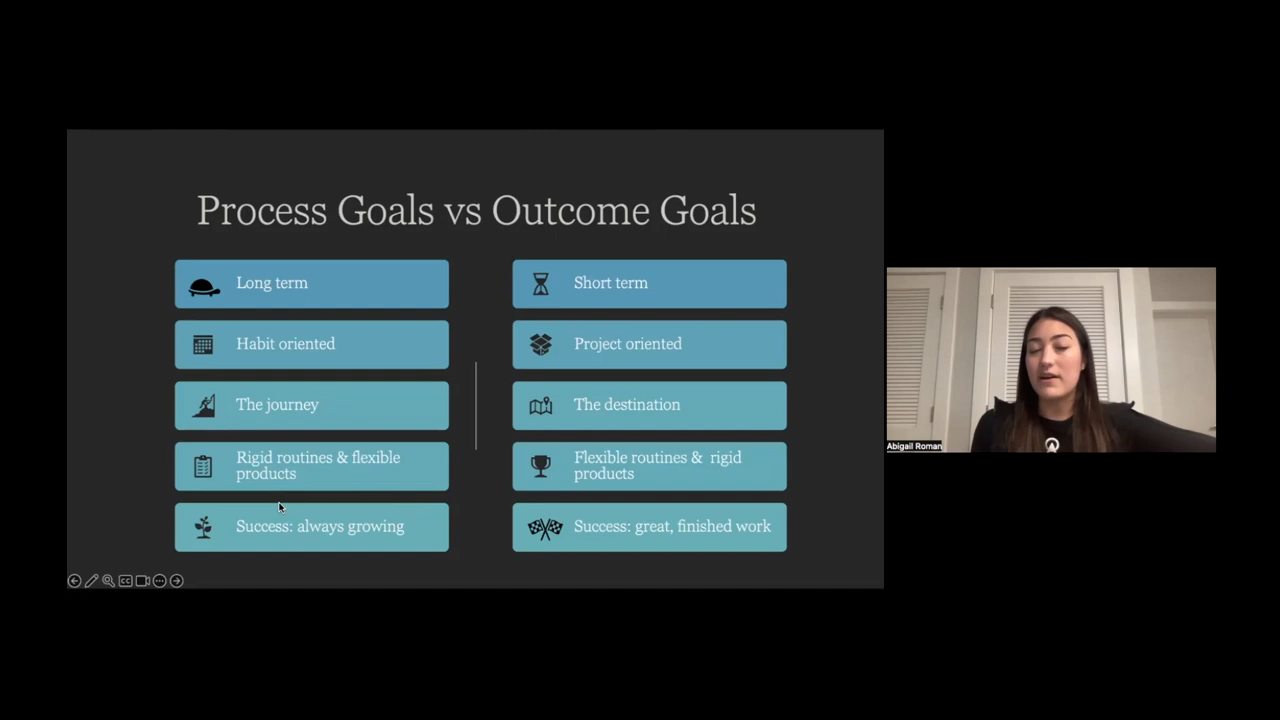 Process Goals vs Outcome Goals
Long term
Habit oriented
The journey
Rigid routines & flexible
products
Success: always growing
Short term
Project oriented
The destination
Flexible routines & rigid
products
Success: great, finished work
CC
Abigail Roman